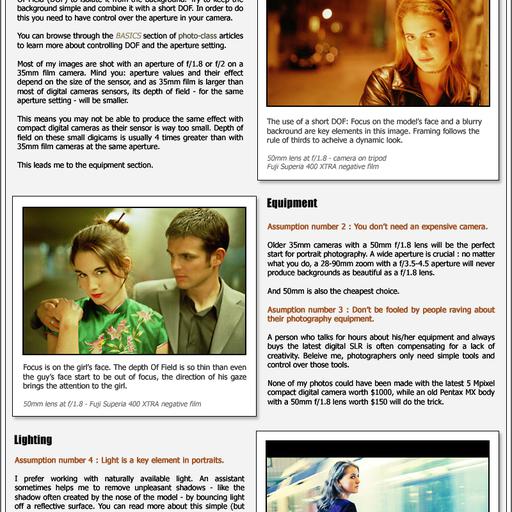 Of Field (DOF) to isolate it from the background. Try to keep the
background simple and combine it with a short DOF. In order to do
this you need to have control over the aperture in your camera.
You can browse through the BASICS section of photo-class articles
to learn more about controlling DOF and the aperture setting.
Most of my images are shot with an aperture of f/1.8 or f/2 on a
35mm film camera. Mind you: aperture values and their effect
depend on the size of the sensor, and as 35mm film is larger than
most of digital cameras sensors, its depth of field - for the same
aperture setting - will be smaller.
This means you may not be able to produce the same effect with
compact digital cameras as their sensor is way too small. Depth of
field on these small digicams is usually 4 times greater than with
35mm film cameras at the same aperture.
This leads me to the equipment section.
The use of a short DOF: Focus on the model's face and a blurry
backround are key elements in this image. Framing follows the
rule of thirds to acheive a dynamic look.
50mm lens at f/1.8 - camera on tripod
Fuji Superia 400 XTRA negative film
Focus is on the girl's face. The depth Of Field is so thin than even
the guy's face start to be out of focus, the direction of his gaze
brings the attention to the girl.
50mm lens at f/1.8 - Fuji Superia 400 XTRA negative film
Equipment
Assumption number 2 : You don't need an expensive camera.
Older 35mm cameras with a 50mm f/1.8 lens will be the perfect
start for portrait photography. A wide aperture is crucial : no matter
what you do, a 28-90mm zoom with a f/3.5-4.5 aperture will never
produce backgrounds as beautiful as a f/1.8 lens.
And 50mm is also the cheapest choice.
Asumption number 3 : Don't be fooled by people raving about
their photography equipment.
A person who talks for hours about his/her equipment and always
buys the latest digital SLR is often compensating for a lack of
creativity. Beleive me, photographers only need simple tools and
control over those tools.
None of my photos could have been made with the latest 5 Mpixel
compact digital camera worth $1000, while an old Pentax MX body
with a 50mm f/1.8 lens worth $150 will do the trick.
Lighting
Assumption number 4 : Light is a key element in portraits.
I prefer working with naturally available light. An assistant
sometimes helps me to remove unpleasant shadows - like the
shadow often created by the nose of the model - by bouncing light
off a reflective surface. You can read more about this simple (but